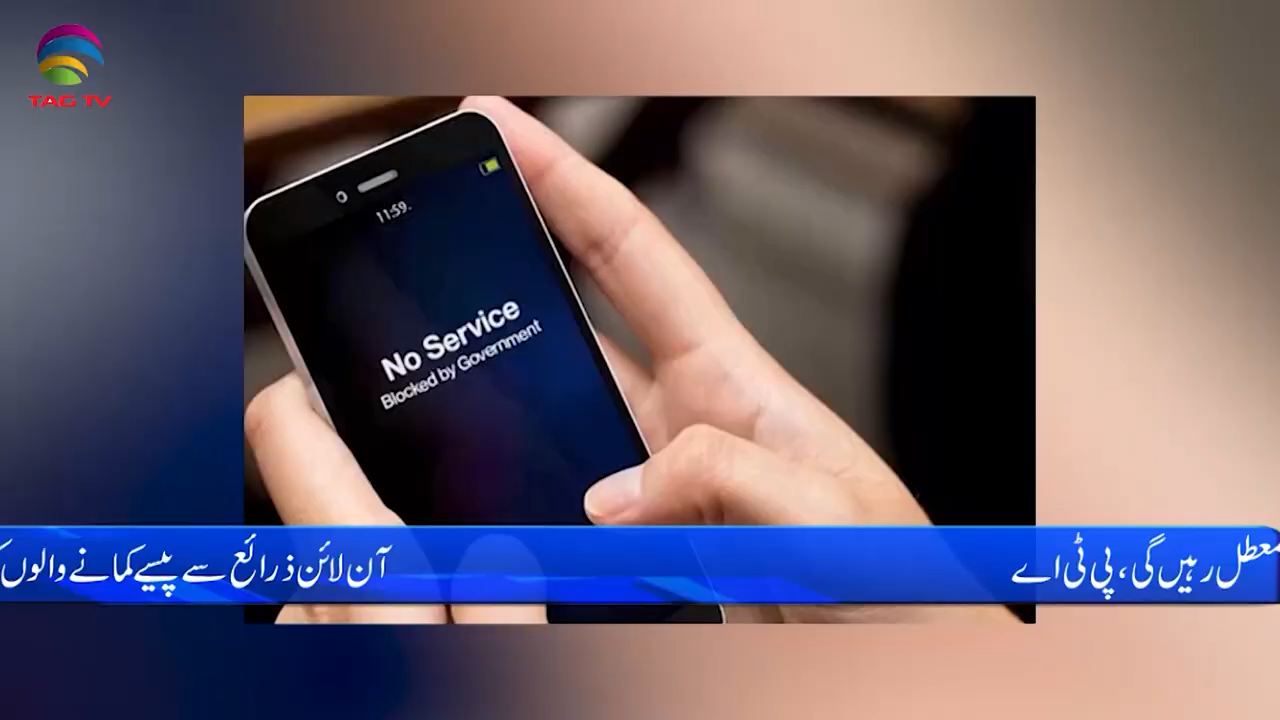 TAG TV
11:59
No Service
Blocked by Government
معطل رہیں گی، پی ٹی اے
آن لائن ذرائع سے پیسے کمانے والوں